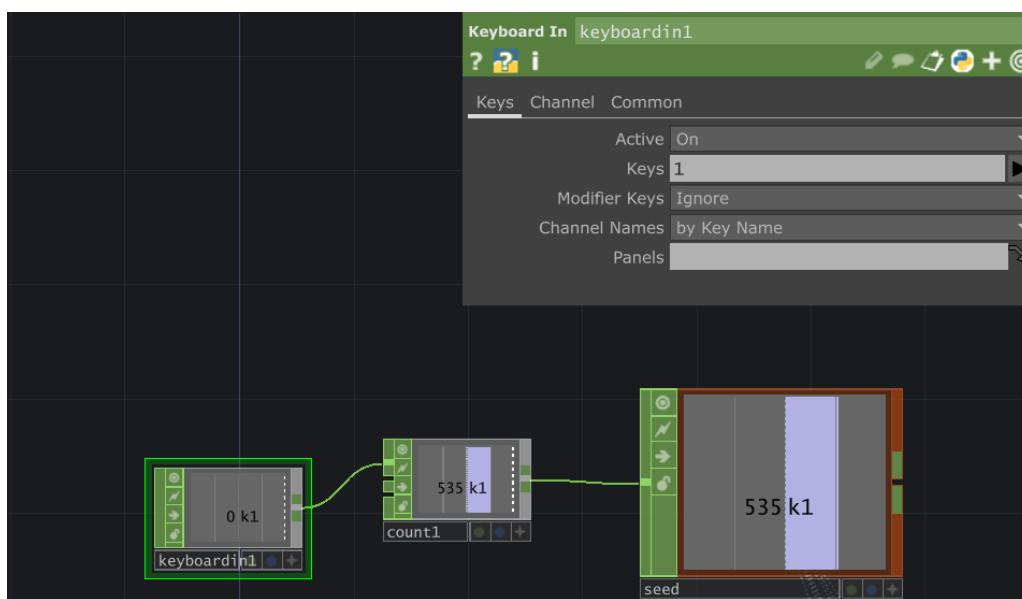 Keyboard In keyboardin1
? ? i
Keys Channel Common
Active On
Keys 1
Modifier Keys Ignore
Channel Names by Key Name
Panels
535 k1
535 k1
0 k1
count1
keyboardin1
seed